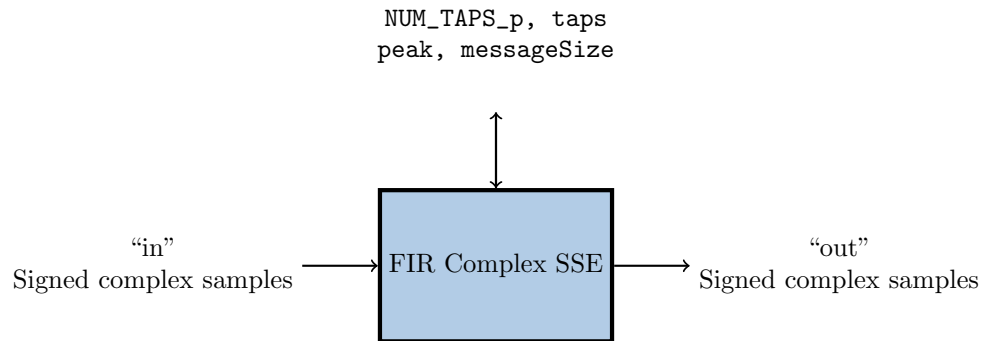 NUM_TAPS_p, taps
peak, messageSize
“in”
Signed complex samples
FIR Complex SSE
“out”
Signed complex samples